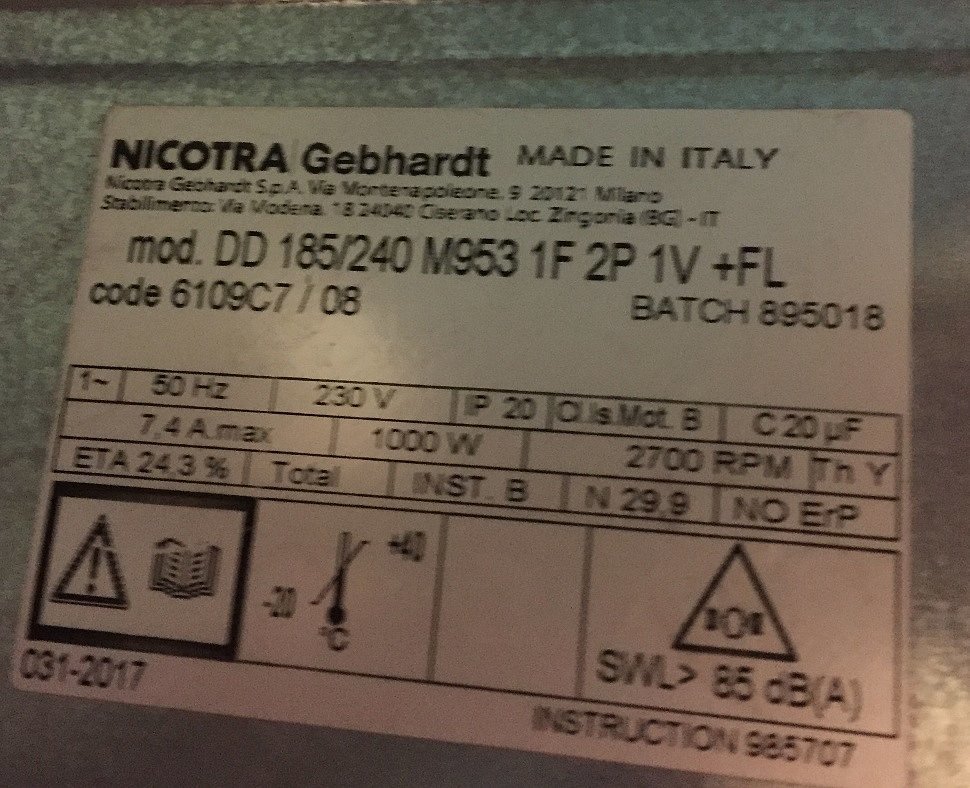 NICOTRA Gebhardt MADE IN ITALY
Nicotra Gebhardt S.p.A. Via Montenapoleone, 9 20121 Milano
Stabilimento: Via Modena, 18 24040 Ciserano Loc. Zingonia (BG) - IT
mod. DD 185/240 M953 1F 2P 1V +FL
code 6109C7 / 08 BATCH 895018
1~ 50 Hz 230 V IP 20 Cl.Is.Mot. B C 20 µF
7,4 A.max 1000 W 2700 RPM Th Y
ETA 24,3 % Total INST. B N 29,9 NO ErP
+40
-20
°C
SWL> 85 dB(A)
031-2017
INSTRUCTION 985707